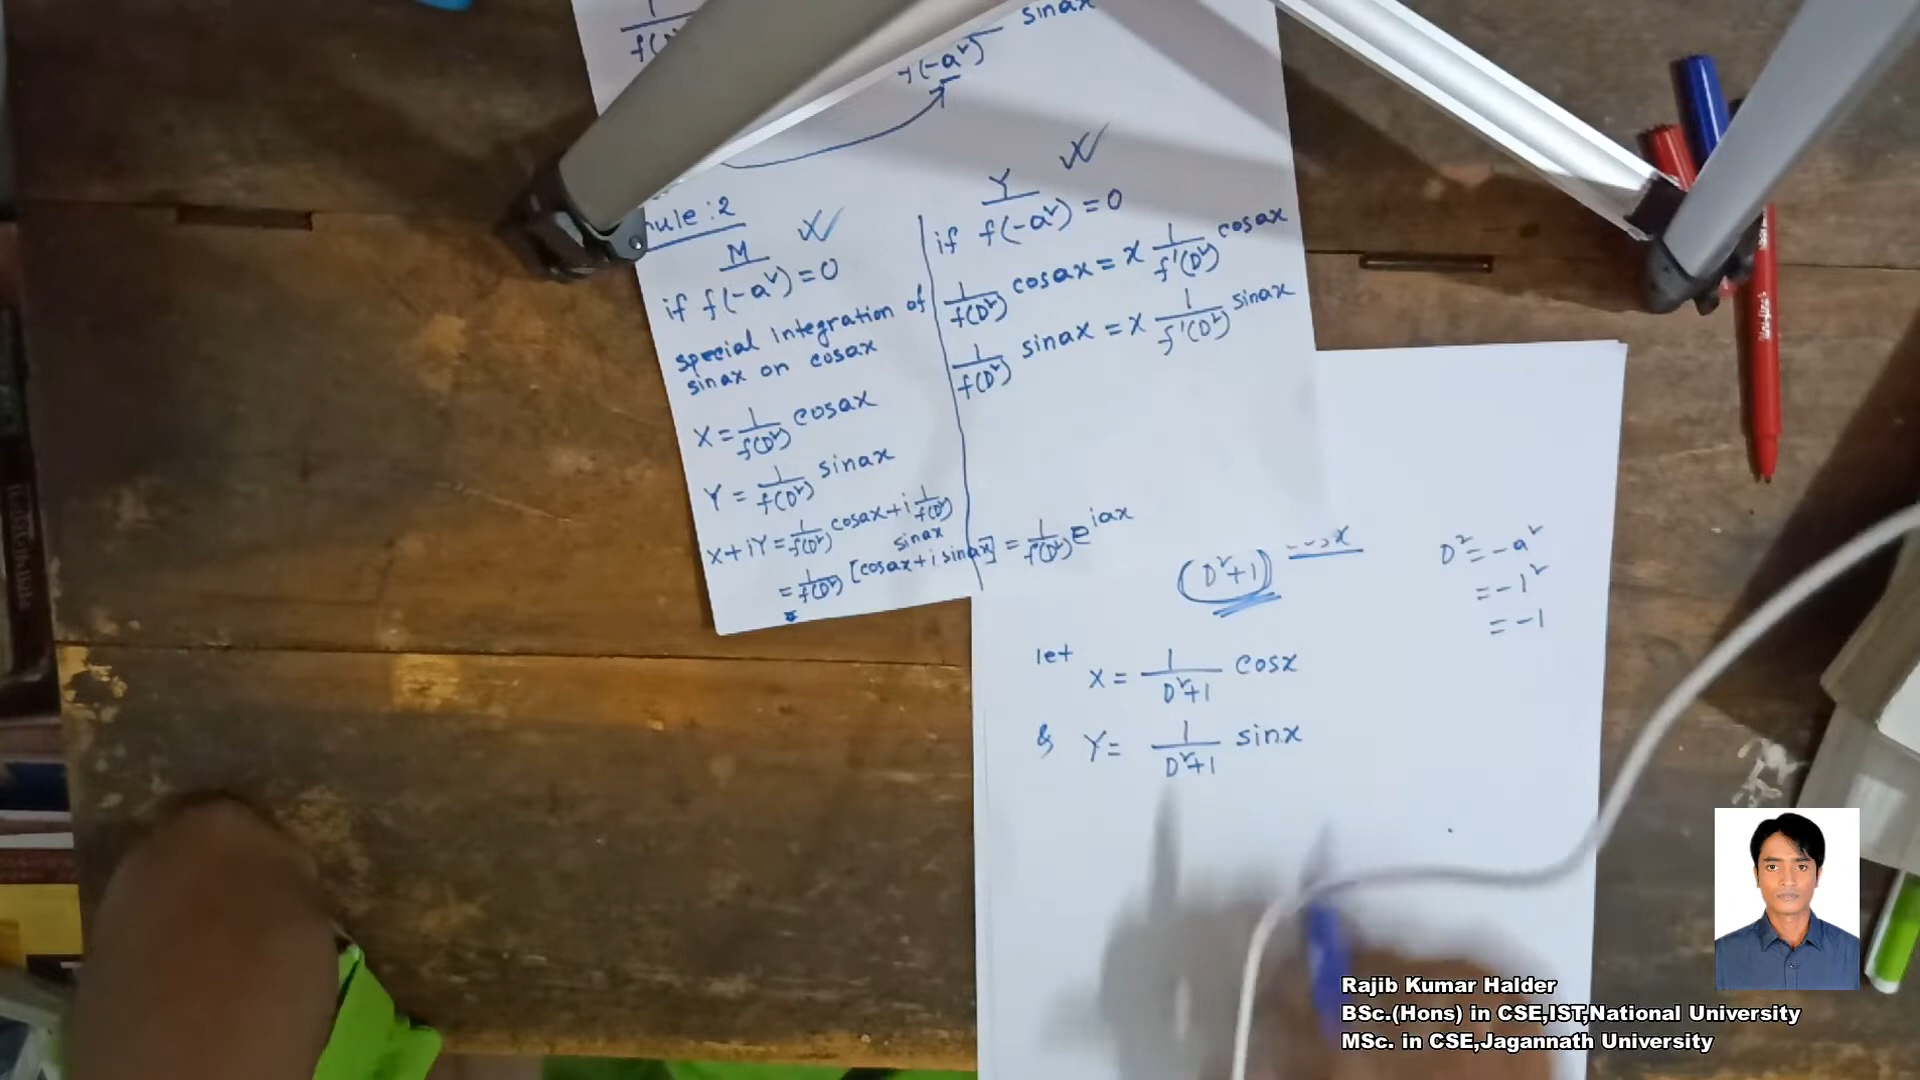 sinax
f(-a²)
rule:2
M
if f(-a²)=0
special integration of
sinax on cosax
X = 1/f(D²) cosax
Y = 1/f(D²) sinax
X+iY = 1/f(D²) cosax + i 1/f(D²) sinax
= 1/f(D²) [cosax + i sinax] = 1/f(D²) e^iax
Y
if f(-a²) = 0
1/f(D²) cosax = x 1/f'(D²) cosax
1/f(D²) sinax = x 1/f'(D²) sinax
(D²+1)
D² = -a²
= -1²
= -1
let X = 1/D²+1 cosx
& Y = 1/D²+1 sinx
Rajib Kumar Halder
BSc.(Hons) in CSE,IST,National University
MSc. in CSE,Jagannath University